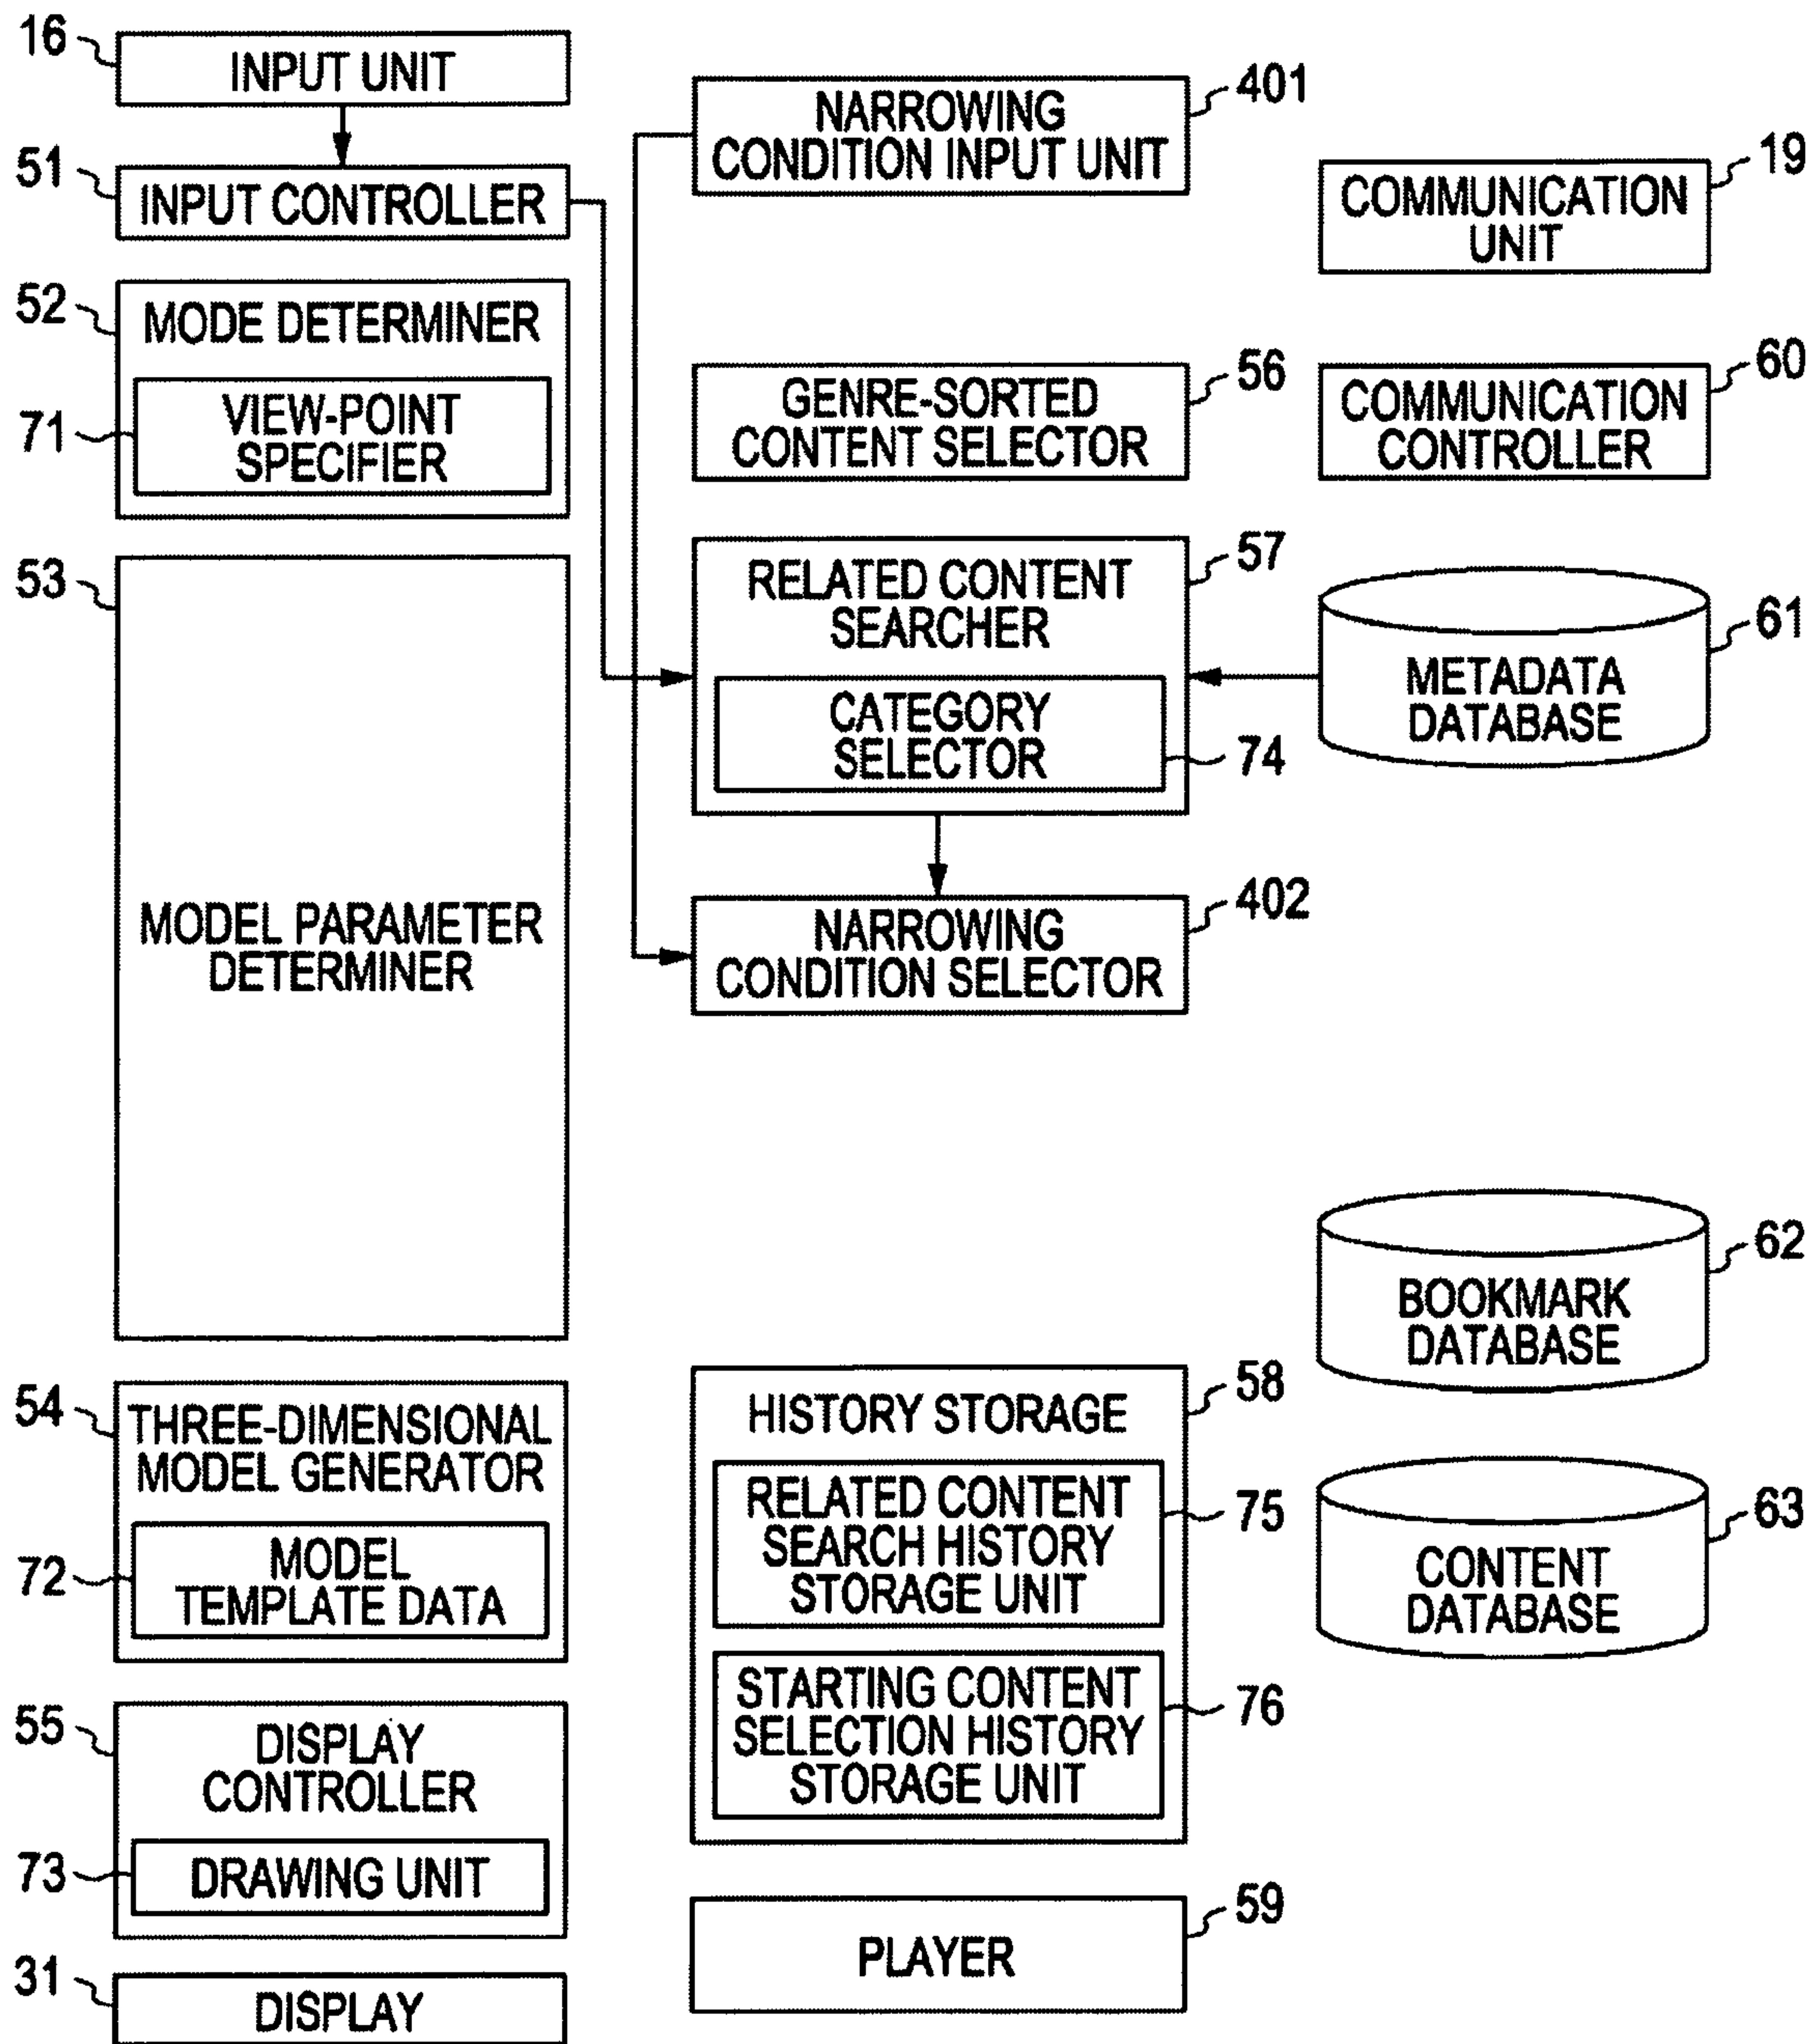 16
INPUT UNIT
51
INPUT CONTROLLER
52
MODE DETERMINER
71
VIEW-POINT
SPECIFIER
53
MODEL PARAMETER
DETERMINER
54
THREE-DIMENSIONAL
MODEL GENERATOR
72
MODEL
TEMPLATE DATA
55
DISPLAY
CONTROLLER
73
DRAWING UNIT
31
DISPLAY
NARROWING
CONDITION INPUT UNIT
401
GENRE-SORTED
CONTENT SELECTOR
56
RELATED CONTENT
SEARCHER
57
CATEGORY
SELECTOR
74
NARROWING
CONDITION SELECTOR
402
HISTORY STORAGE
58
RELATED CONTENT
SEARCH HISTORY
STORAGE UNIT
75
STARTING CONTENT
SELECTION HISTORY
STORAGE UNIT
76
PLAYER
59
COMMUNICATION
UNIT
19
COMMUNICATION
CONTROLLER
60
METADATA
DATABASE
61
BOOKMARK
DATABASE
62
CONTENT
DATABASE
63